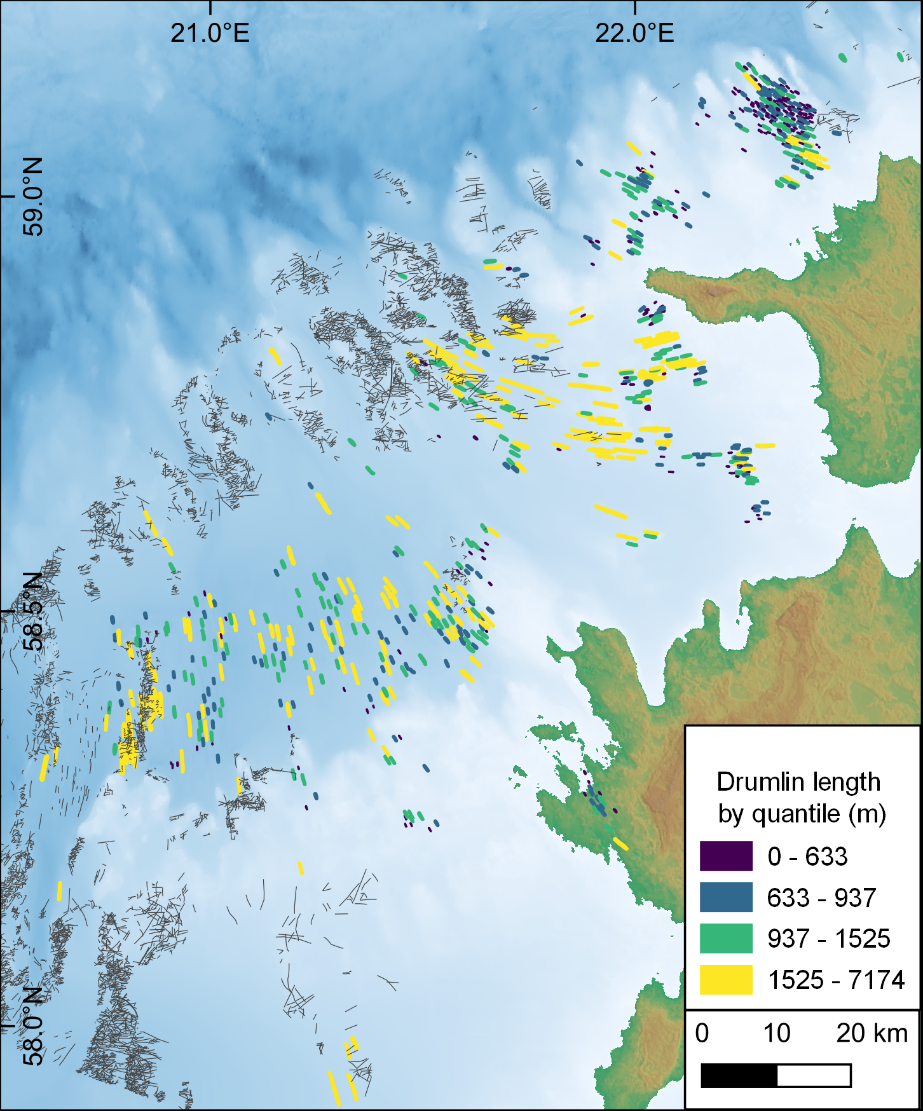 21.0°E
22.0°E
59.0°N
58.5°N
58.0°N
Drumlin length
by quantile (m)
0 - 633
633 - 937
937 - 1525
1525 - 7174
0 10 20 km